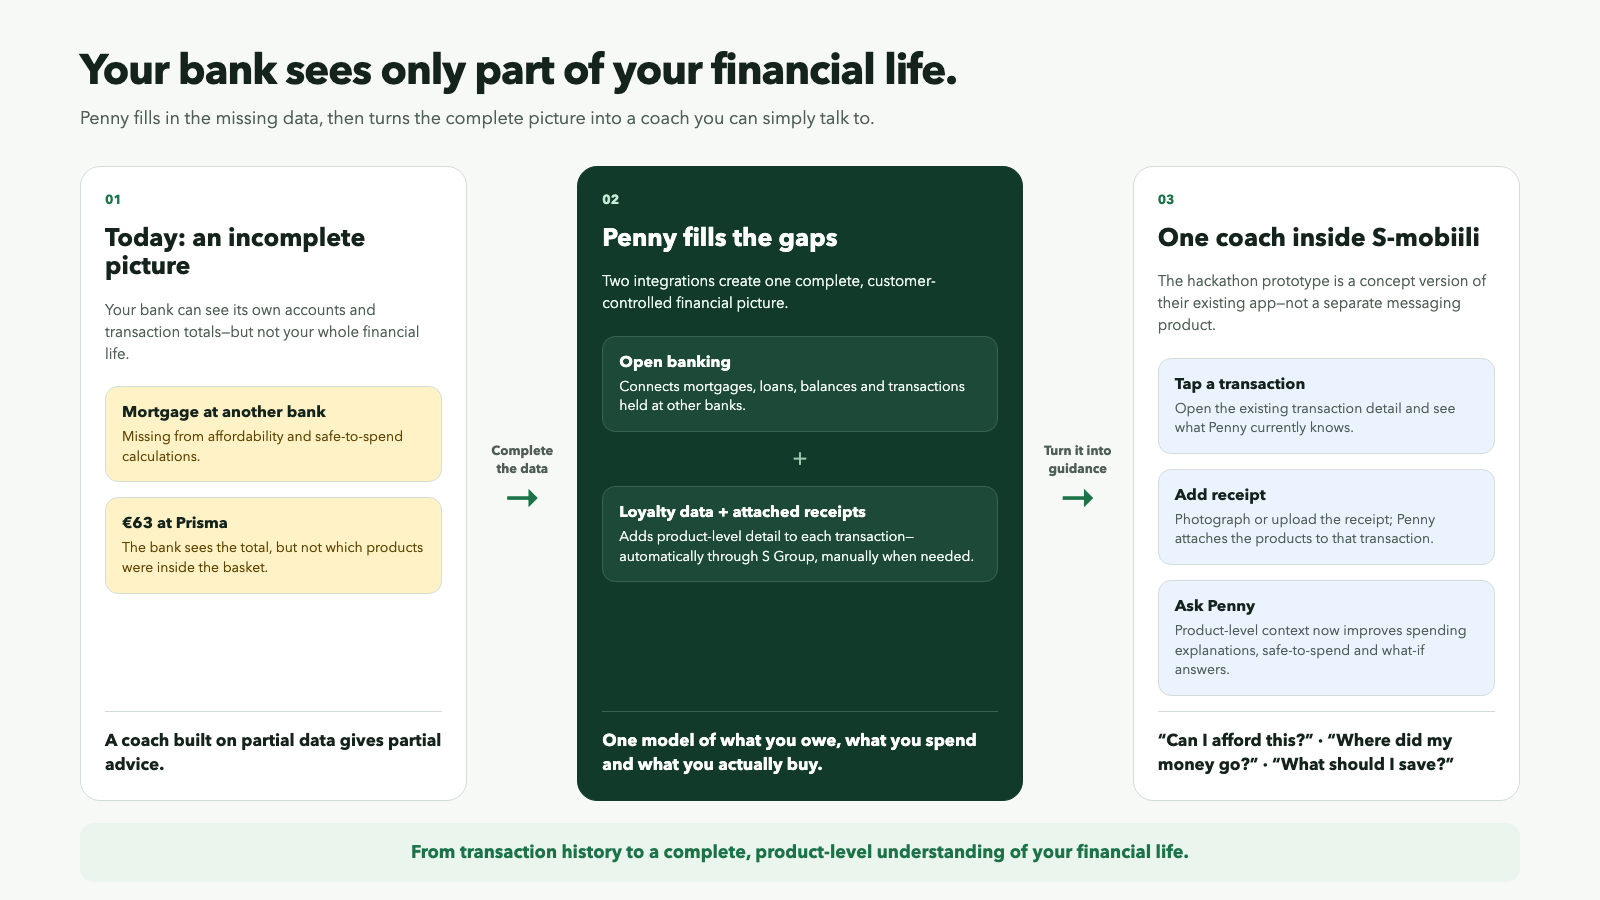 Your bank sees only part of your financial life.
Penny fills in the missing data, then turns the complete picture into a coach you can simply talk to.
01
Today: an incomplete
picture
Your bank can see its own accounts and
transaction totals—but not your whole financial
life.
Mortgage at another bank
Missing from affordability and safe-to-spend
calculations.
€63 at Prisma
The bank sees the total, but not which products
were inside the basket.
A coach built on partial data gives partial
advice.
Complete
the data
→
02
Penny fills the gaps
Two integrations create one complete, customer-
controlled financial picture.
Open banking
Connects mortgages, loans, balances and transactions
held at other banks.
+
Loyalty data + attached receipts
Adds product-level detail to each transaction—
automatically through S Group, manually when needed.
One model of what you owe, what you spend
and what you actually buy.
Turn it into
guidance
→
03
One coach inside S-mobiili
The hackathon prototype is a concept version of
their existing app—not a separate messaging
product.
Tap a transaction
Open the existing transaction detail and see
what Penny currently knows.
Add receipt
Photograph or upload the receipt; Penny
attaches the products to that transaction.
Ask Penny
Product-level context now improves spending
explanations, safe-to-spend and what-if
answers.
“Can I afford this?” · “Where did my
money go?” · “What should I save?”
From transaction history to a complete, product-level understanding of your financial life.